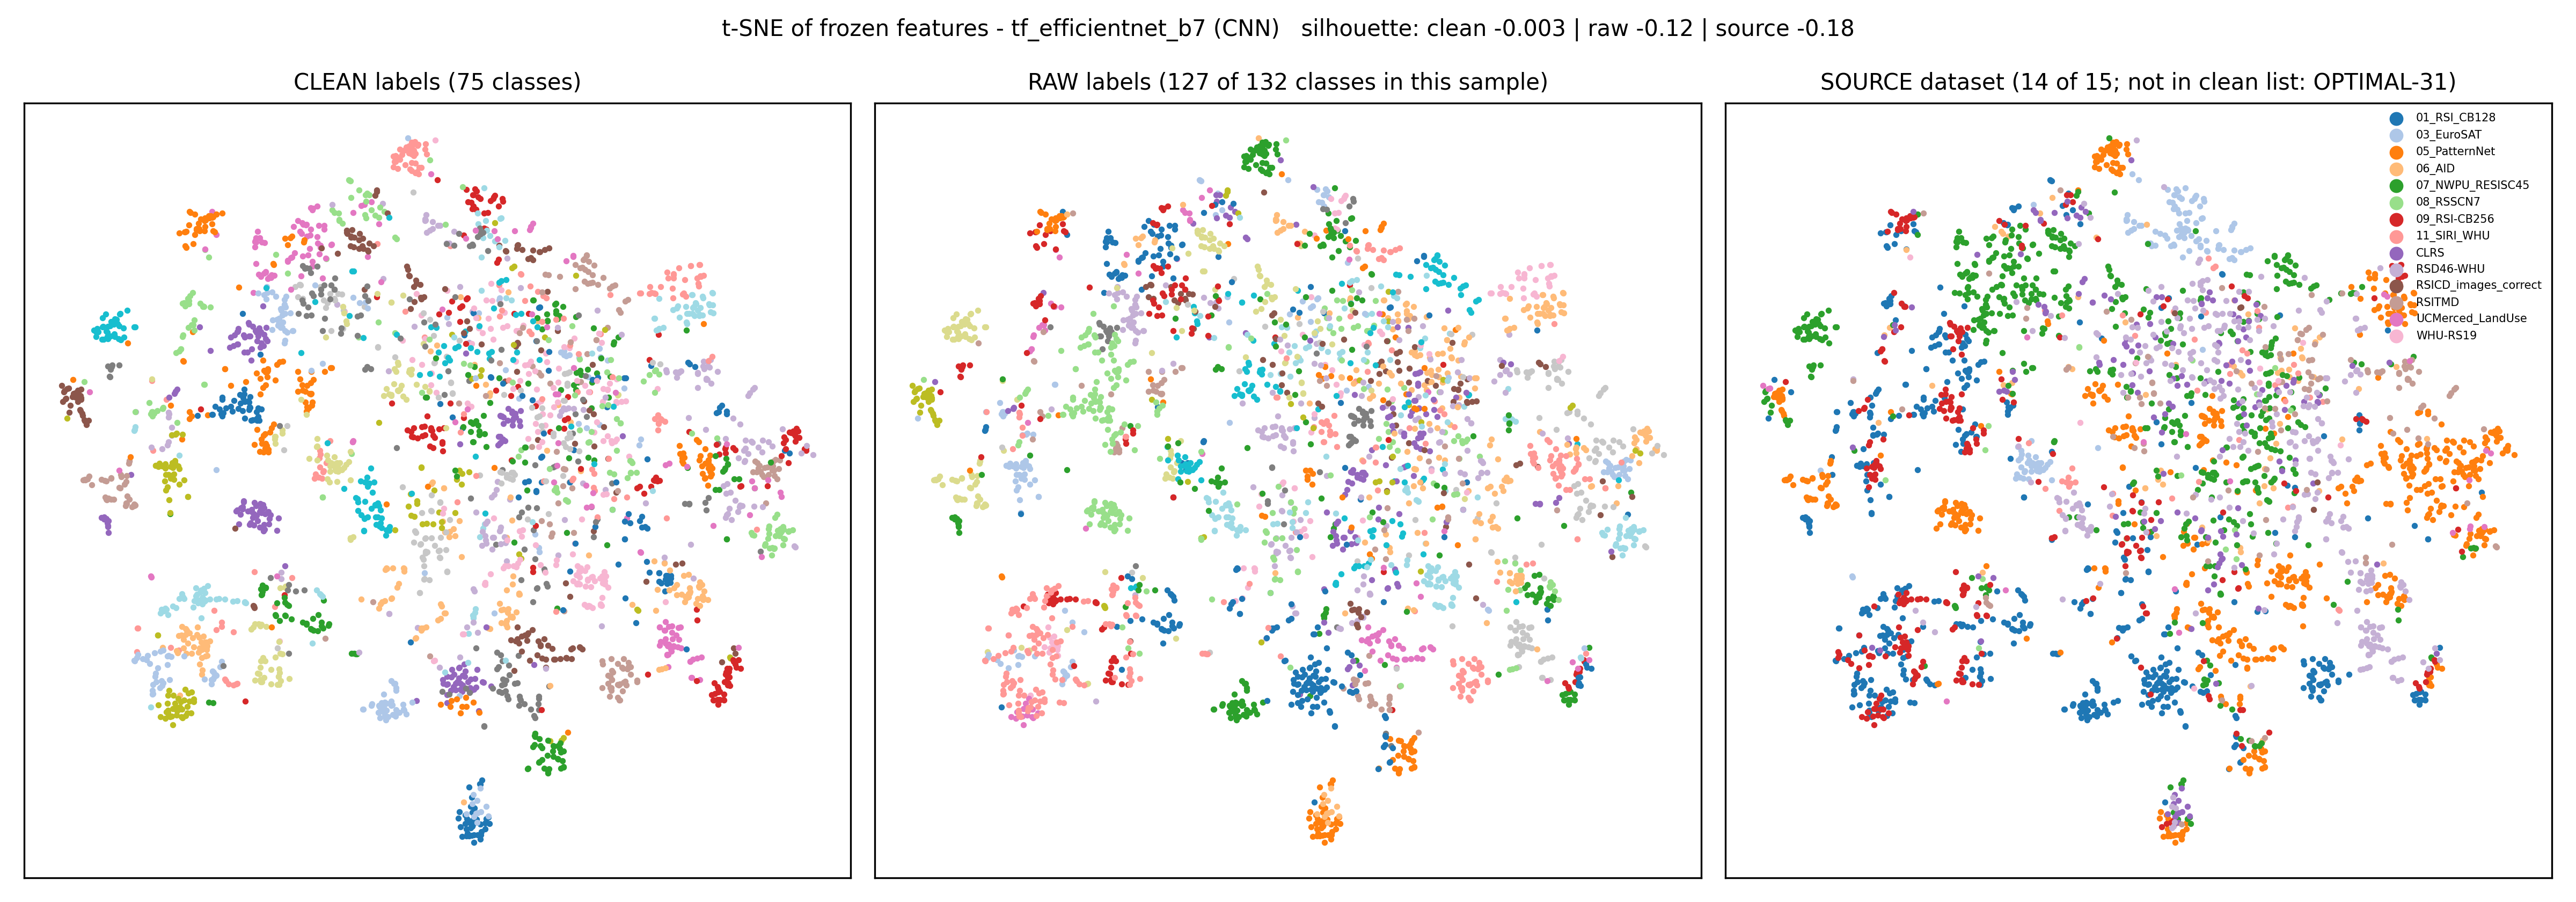 t-SNE of frozen features - tf_efficientnet_b7 (CNN)   silhouette: clean -0.003 | raw -0.12 | source -0.18
CLEAN labels (75 classes)
RAW labels (127 of 132 classes in this sample)
SOURCE dataset (14 of 15; not in clean list: OPTIMAL-31)
01_RSI_CB128
03_EuroSAT
05_PatternNet
06_AID
07_NWPU_RESISC45
08_RSSCN7
09_RSI-CB256
11_SIRI_WHU
CLRS
RSD46-WHU
RSICD_images_correct
RSITMD
UCMerced_LandUse
WHU-RS19